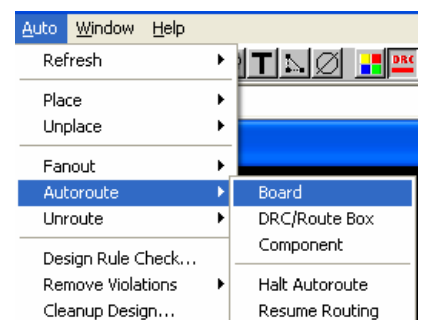 Auto Window Help
Refresh
T DRC
Place
Unplace
Fanout
Autoroute
Board
Unroute
DRC/Route Box
Component
Design Rule Check...
Remove Violations
Halt Autoroute
Cleanup Design...
Resume Routing